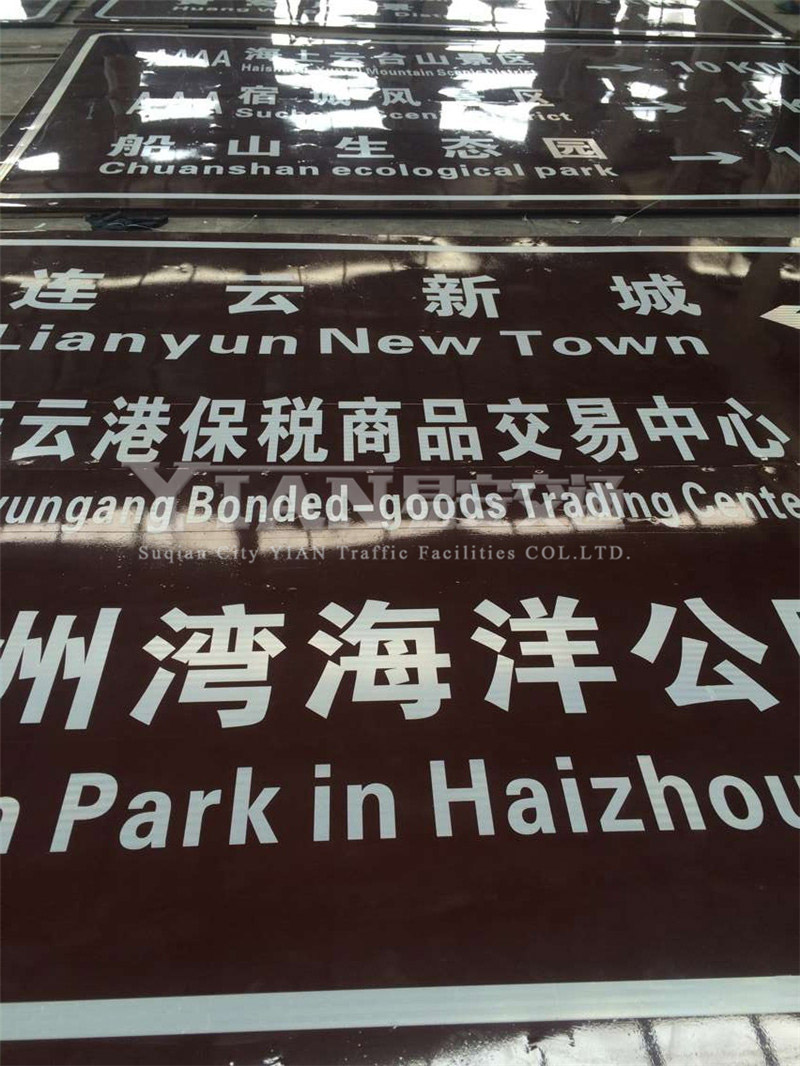 AAAA 海上云台山景区 → 10KM
Mountain Scenic District
AAA 宿城风景区 → 10K
船山生态园 →
Chuanshan ecological park
连云新城
Lianyun New Town
云港保税商品交易中心
yungang Bonded-goods Trading Cente
YIAN
Suqian City YIAN Traffic Facilities COL.LTD.
州湾海洋公
Park in Haizhou